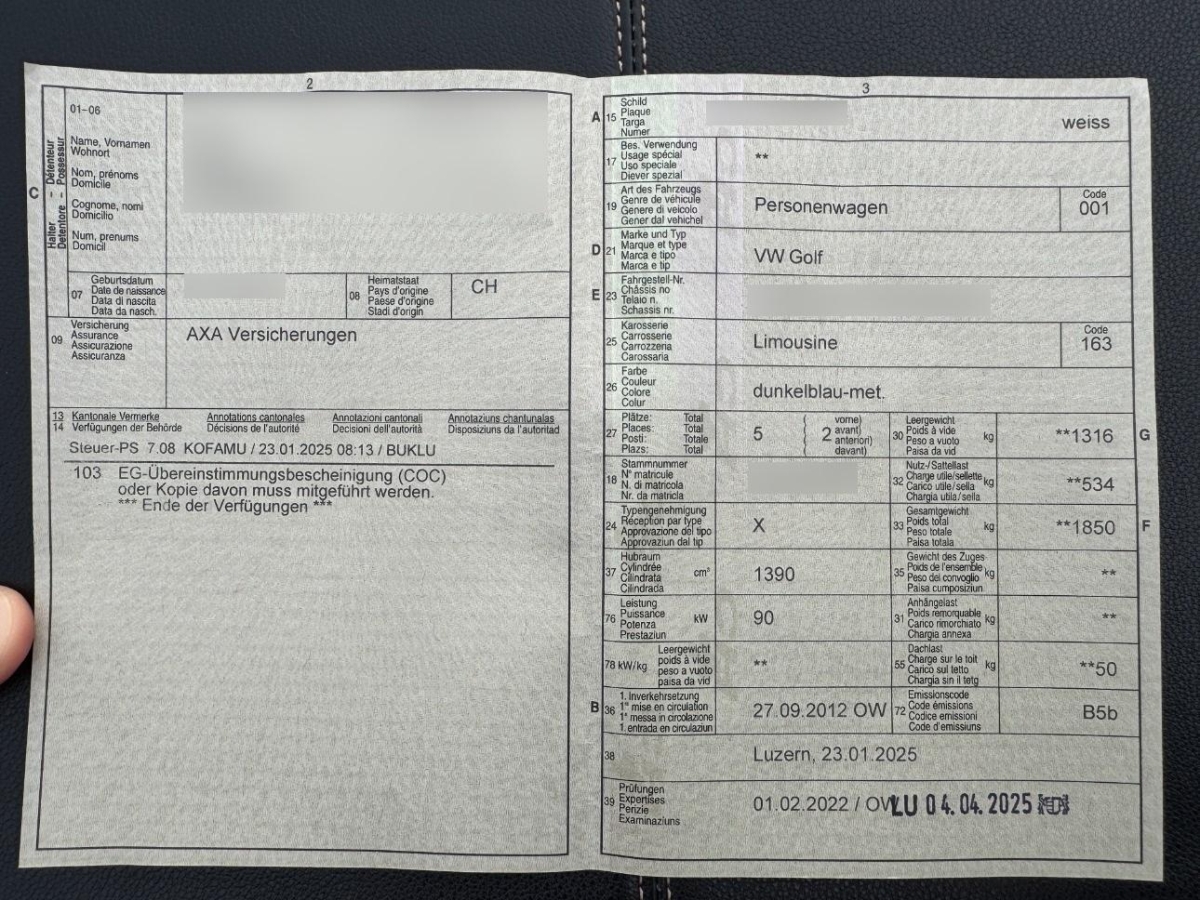 2
01–06
Halter – Détenteur
Detentore – Possessur
C
Name, Vornamen
Wohnort
Nom, prénoms
Domicile
Cognome, nomi
Domicilio
Num, prenums
Domicil
07
Geburtsdatum
Date de naissance
Data di nascita
Data da nasch.
08
Heimatstaat
Pays d'origine
Paese d'origine
Stadi d'origin
CH
09
Versicherung
Assurance
Assicurazione
Assicuranza
AXA Versicherungen
13 Kantonale Vermerke Annotations cantonales Annotazioni cantonali Annotaziuns chantunalas
14 Verfügungen der Behörde Décisions de l'autorité Decisioni dell'autorità Disposiziuns da l'autoritad
Steuer-PS 7.08 KOFAMU / 23.01.2025 08:13 / BUKLU
103 EG-Übereinstimmungsbescheinigung (COC)
oder Kopie davon muss mitgeführt werden.
*** Ende der Verfügungen ***
3
A 15
Schild
Plaque
Targa
Numer
weiss
17
Bes. Verwendung
Usage spécial
Uso speciale
Diever spezial
**
19
Art des Fahrzeugs
Genre de véhicule
Genere di veicolo
Gener dal vehichel
Personenwagen
Code
001
D 21
Marke und Typ
Marque et type
Marca e tipo
Marca e tip
VW Golf
E 23
Fahrgestell-Nr.
Châssis no
Telaio n.
Schassis nr.
25
Karosserie
Carrosserie
Carrozzeria
Carossaria
Limousine
Code
163
26
Farbe
Couleur
Colore
Colur
dunkelblau-met.
27
Plätze: Total
Places: Total
Posti: Totale
Plazs: Total
5
( vorne)
( 2 avant)
( anteriori)
( davant)
30
Leergewicht
Poids à vide
Peso a vuoto
Paisa da vid
kg
**1316
G
18
Stammnummer
N° matricule
N. di matricola
Nr. da matricla
32
Nutz-/Sattellast
Charge utile/sellette
Carico utile/sella
Chargia utila/sella
kg
**534
24
Typengenehmigung
Réception par type
Approvazione del tipo
Approvaziun dal tip
X
33
Gesamtgewicht
Poids total
Peso totale
Paisa totala
kg
**1850
F
37
Hubraum
Cylindrée
Cilindrata
Cilindrada
cm³
1390
35
Gewicht des Zuges
Poids de l'ensemble
Peso del convoglio
Paisa cumposiziun
kg
**
76
Leistung
Puissance
Potenza
Prestaziun
kW
90
31
Anhängelast
Poids remorquable
Carico rimorchiato
Chargia annexa
kg
**
78 kW/kg
Leergewicht
poids à vide
peso a vuoto
paisa da vid
**
55
Dachlast
Charge sur le toit
Carico sul tetto
Chargia sin il tetg
kg
**50
B 36
1. Inverkehrsetzung
1re mise en circulation
1a messa in circolazione
1. entrada en circulaziun
27.09.2012 OW
72
Emissionscode
Code émissions
Codice emissioni
Code d'emissiuns
B5b
38
Luzern, 23.01.2025
39
Prüfungen
Expertises
Perizie
Examinaziuns
01.02.2022 / OW
LU 04.04.2025